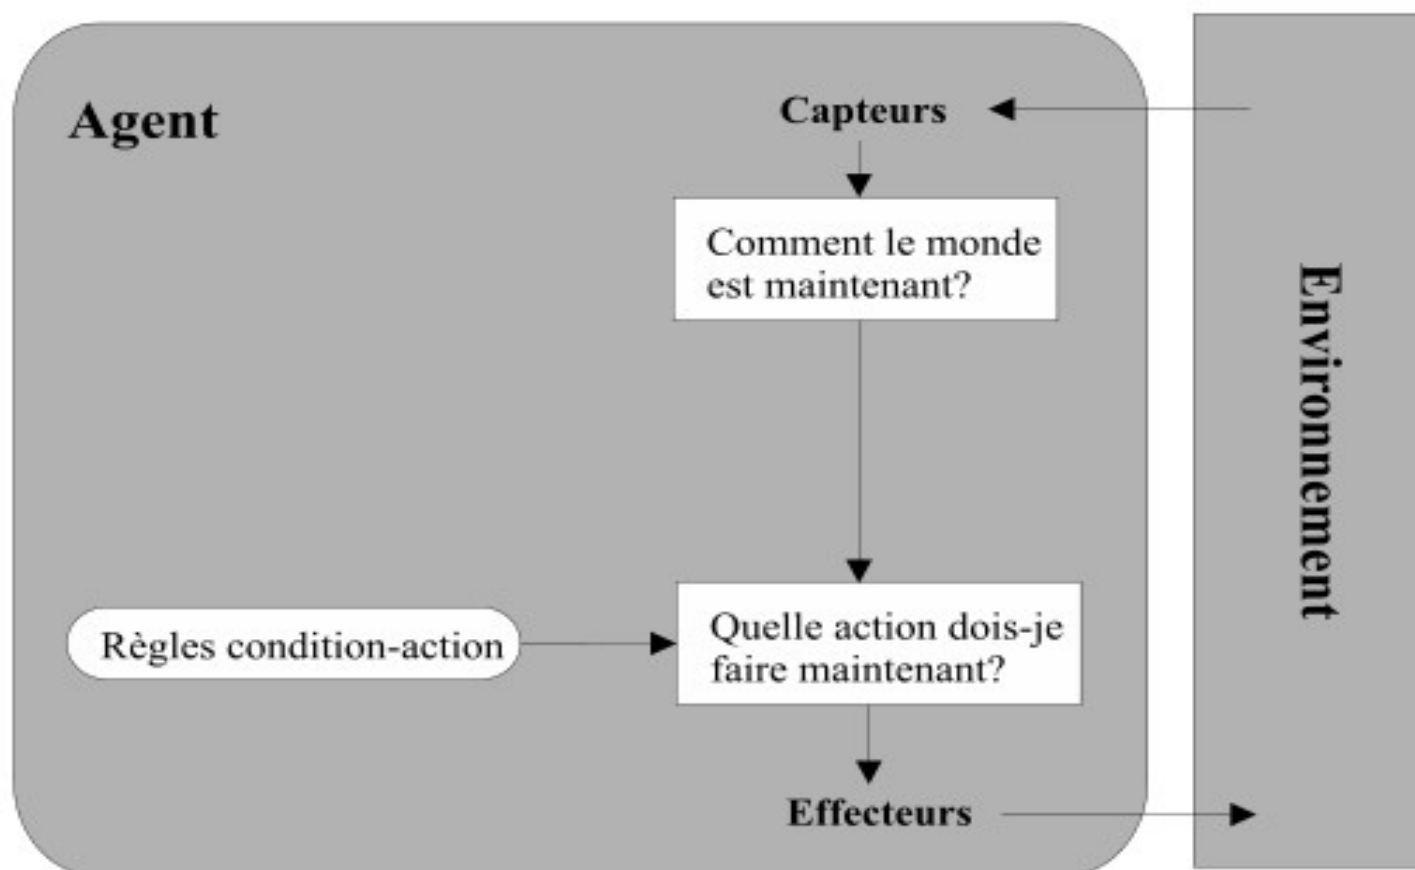 Agent
Capteurs
Comment le monde
est maintenant?
Environnement
Règles condition-action
Quelle action dois-je
faire maintenant?
Effecteurs